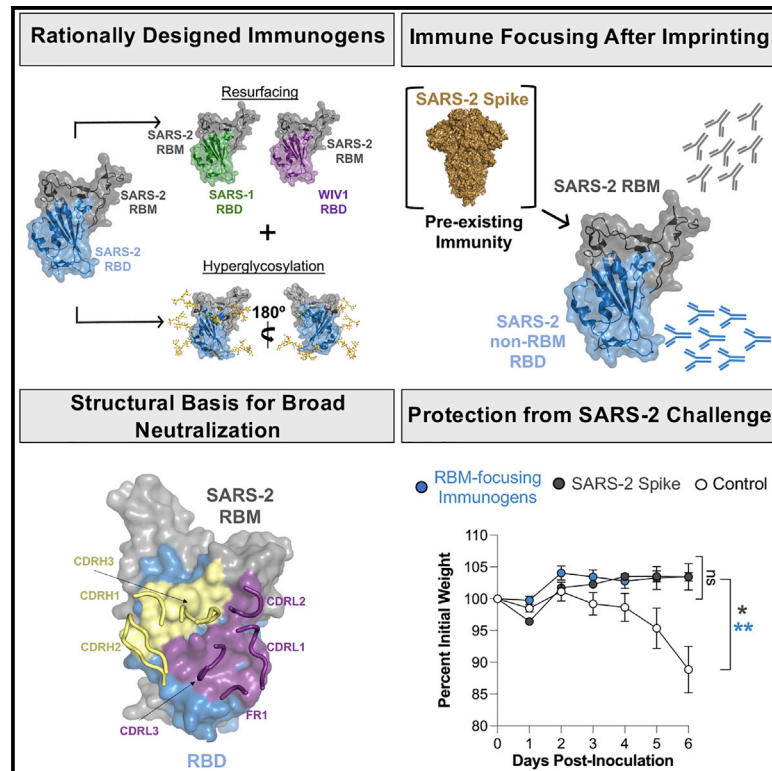 Rationally Designed Immunogens
Resurfacing
SARS-2
RBM
SARS-2
RBM
SARS-1
RBD
WIV1
RBD
SARS-2
RBM
SARS-2
RBD
+
Hyperglycosylation
180º
Immune Focusing After Imprinting
SARS-2 Spike
Pre-existing
Immunity
SARS-2 RBM
SARS-2
non-RBM
RBD
Structural Basis for Broad
Neutralization
SARS-2
RBM
CDRH3
CDRH1
CDRH2
CDRL2
CDRL1
CDRL3
FR1
RBD
Protection from SARS-2 Challenge
RBM-focusing
Immunogens
SARS-2 Spike
Control
Percent Initial Weight
110
105
100
95
90
85
80
0 1 2 3 4 5 6
Days Post-Inoculation
ns
*
**